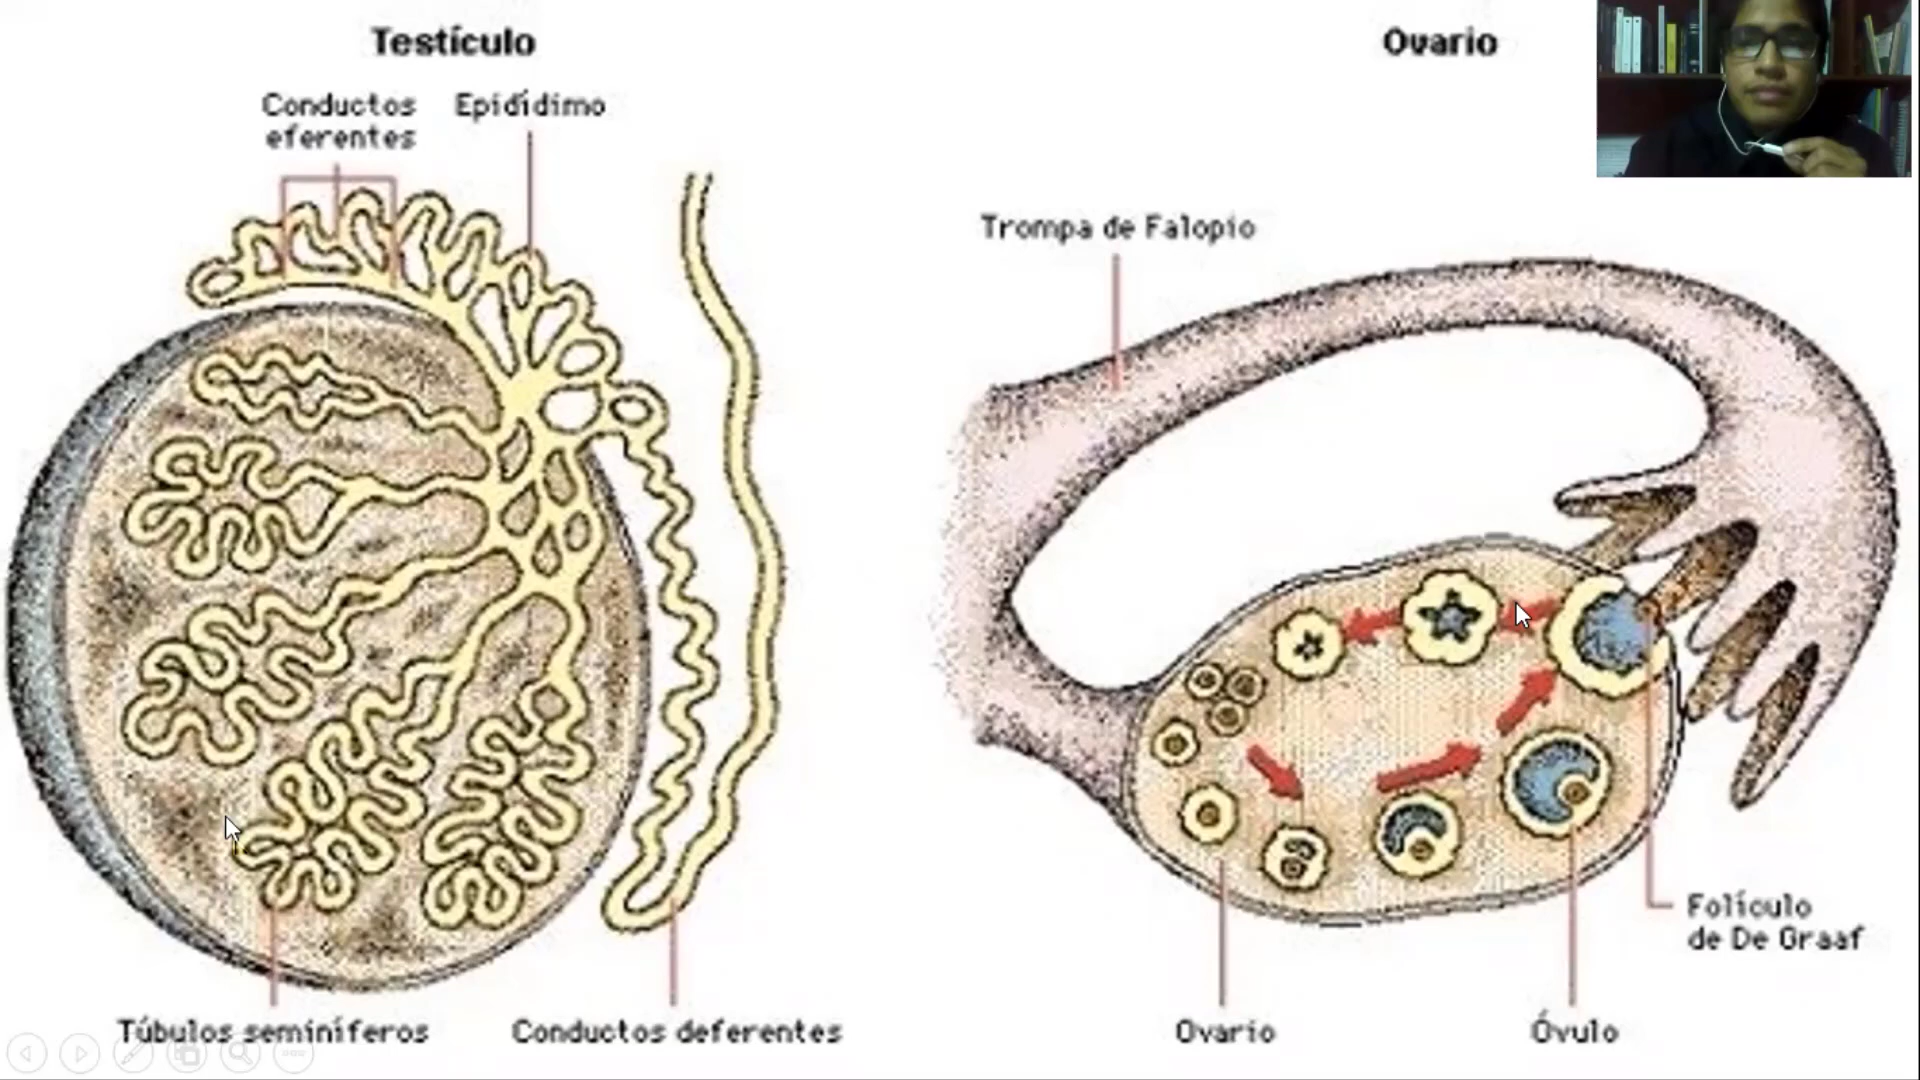 Testículo
Ovario
Conductos
eferentes
Epidídimo
Trompa de Falopio
Folículo
de De Graaf
Túbulos seminíferos
Conductos deferentes
Ovario
Óvulo